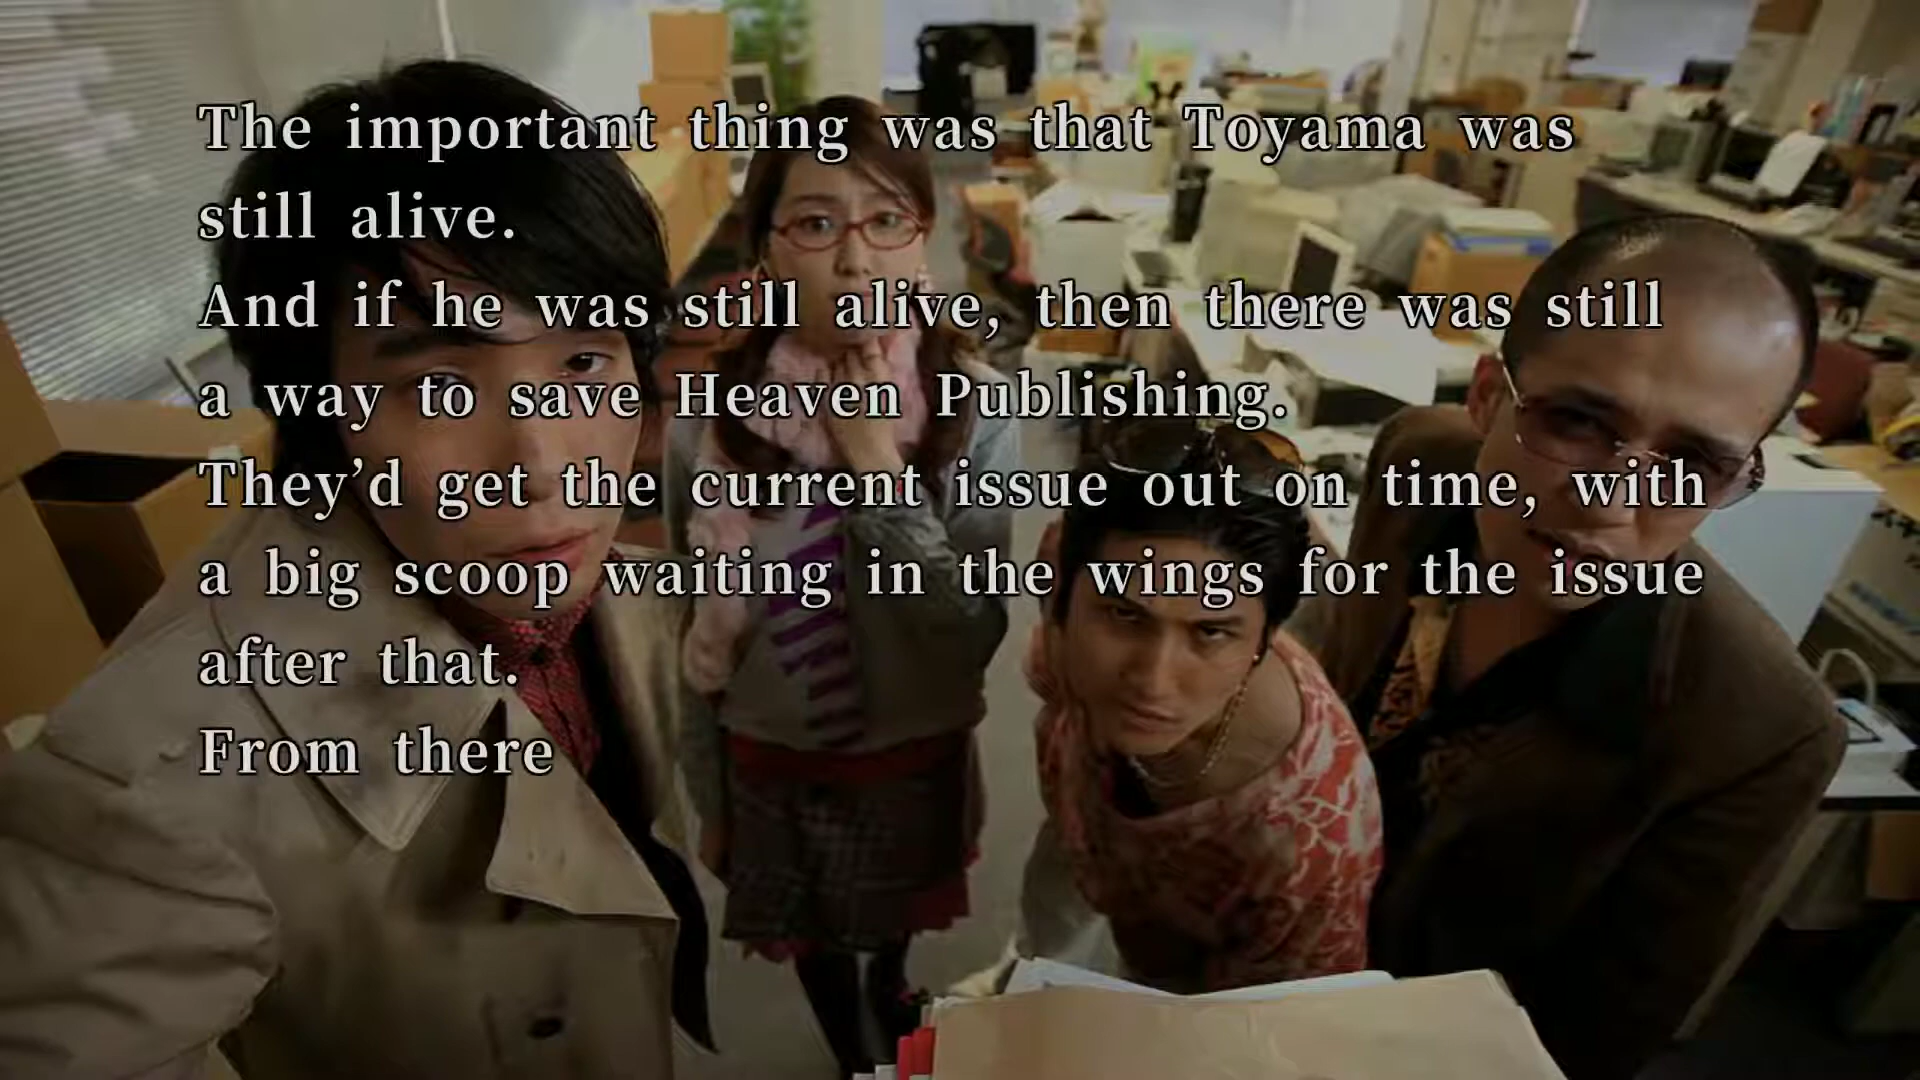 The important thing was that Toyama was
still alive.
And if he was still alive, then there was still
a way to save Heaven Publishing.
They’d get the current issue out on time, with
a big scoop waiting in the wings for the issue
after that.
From there